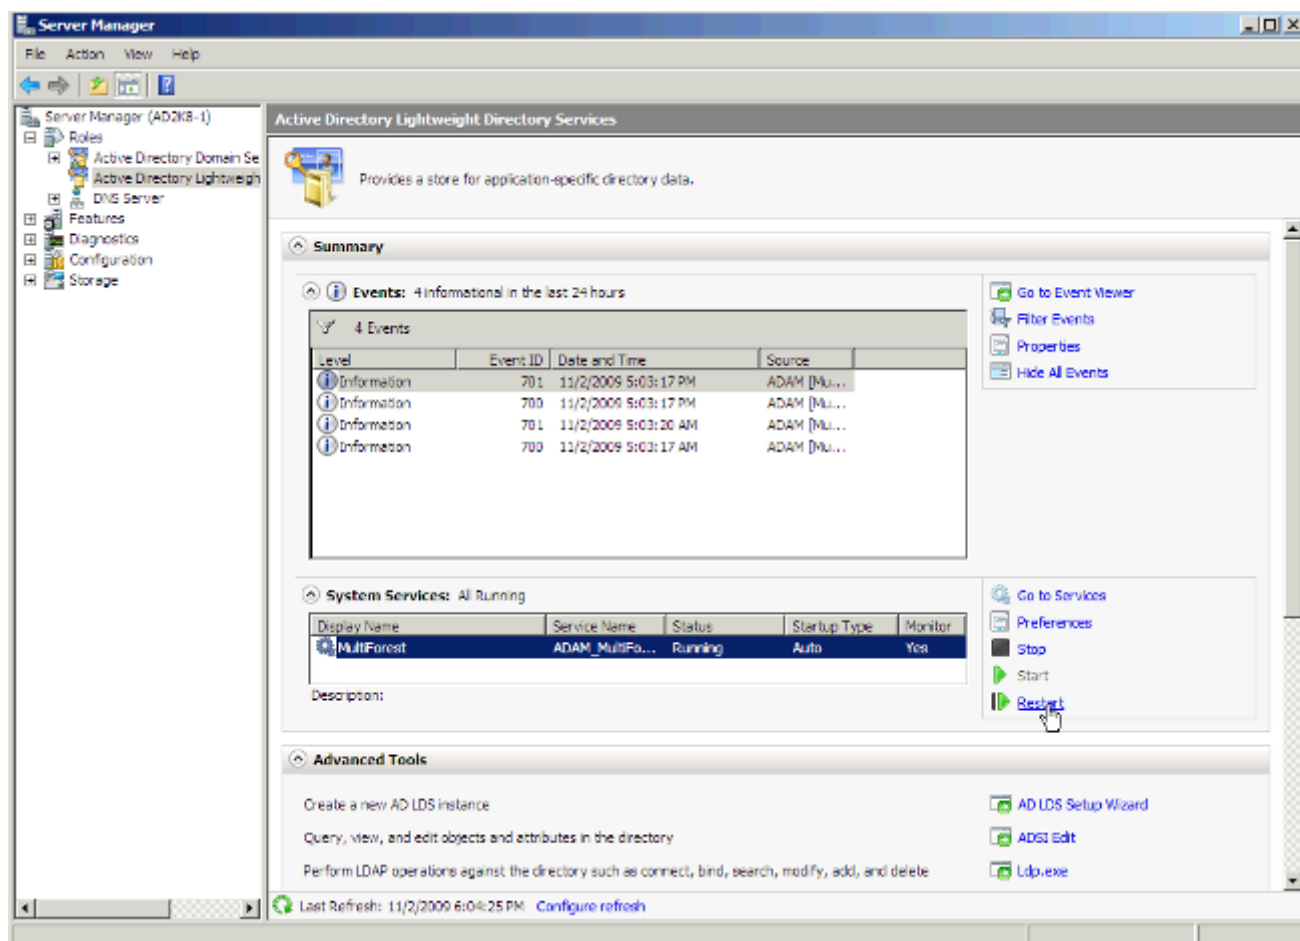 Server Manager
File Action View Help
Server Manager (AD2K8-1)
Roles
Active Directory Domain Se
Active Directory Lightweigh
DNS Server
Features
Diagnostics
Configuration
Storage
Active Directory Lightweight Directory Services
Provides a store for application-specific directory data.
Summary
Events: 4 informational in the last 24 hours
4 Events
Level Event ID Date and Time Source
Information 701 11/2/2009 5:03:17 PM ADAM [Mu...
Information 700 11/2/2009 5:03:17 PM ADAM [Mu...
Information 701 11/2/2009 5:03:20 AM ADAM [Mu...
Information 700 11/2/2009 5:03:17 AM ADAM [Mu...
Go to Event Viewer
Filter Events
Properties
Hide All Events
System Services: All Running
Display Name Service Name Status Startup Type Monitor
MultiForest ADAM_MultiFo... Running Auto Yes
Description:
Go to Services
Preferences
Stop
Start
Restart
Advanced Tools
Create a new AD LDS instance AD LDS Setup Wizard
Query, view, and edit objects and attributes in the directory ADSI Edit
Perform LDAP operations against the directory such as connect, bind, search, modify, add, and delete Ldp.exe
Last Refresh: 11/2/2009 6:04:25 PM Configure refresh